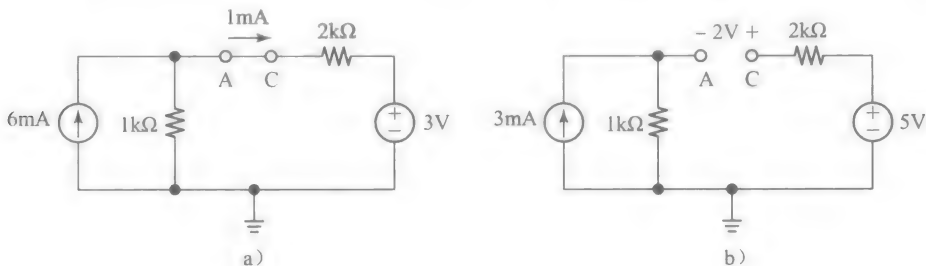 1mA
2kΩ
A C
6mA
1kΩ
+
−
3V
a）
− 2V +
2kΩ
A C
3mA
1kΩ
+
−
5V
b）